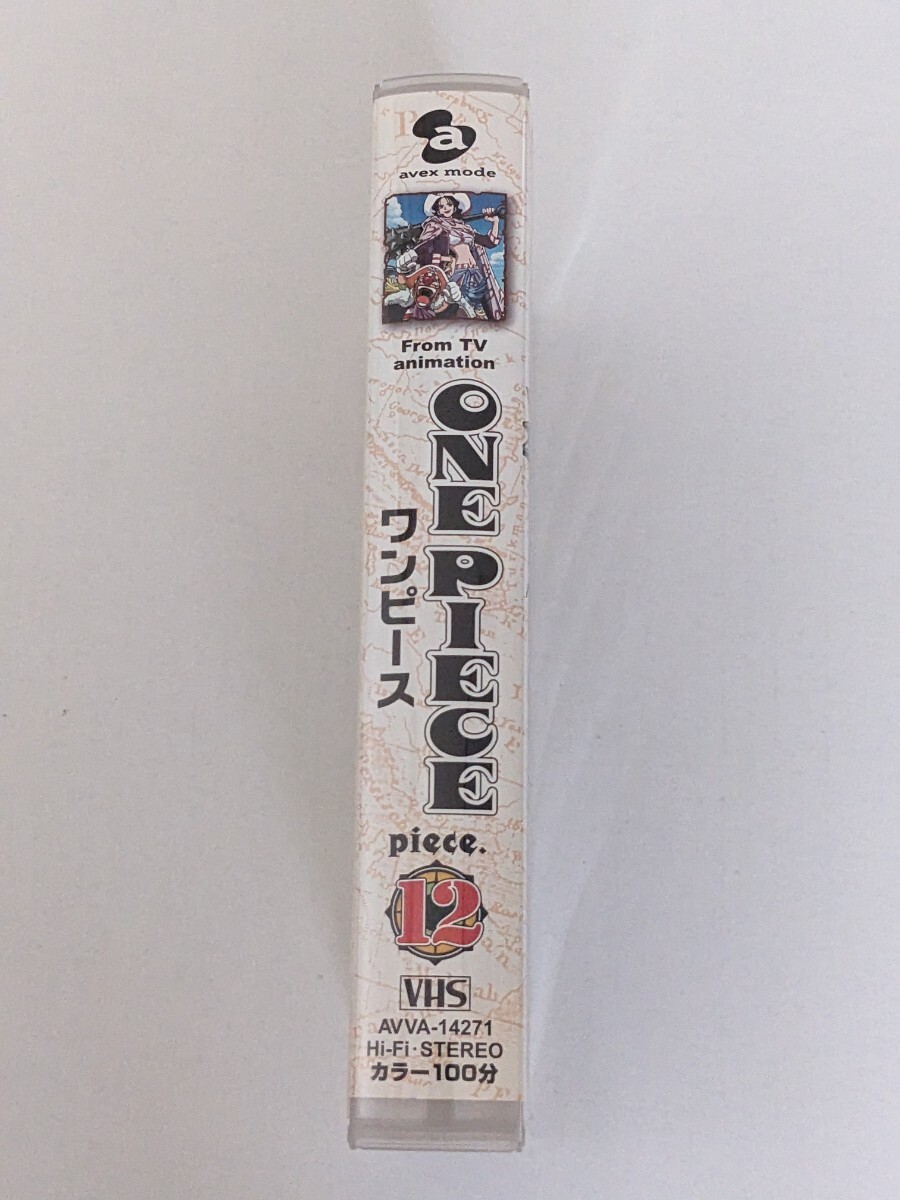 a
avex mode
From TV
animation
ONE PIECE
ワンピース
piece.
12
VHS
AVVA-14271
Hi-Fi·STEREO
カラー100分